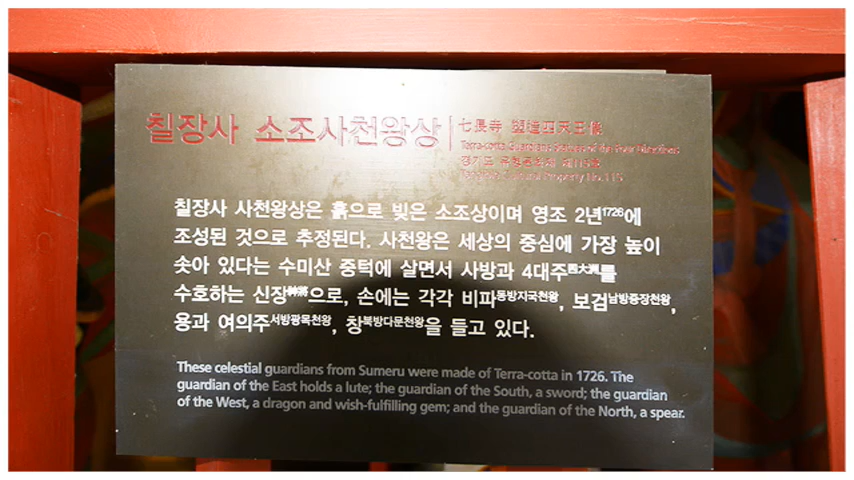 칠장사 소조사천왕상
七長寺 塑造四天王像
Terra-cotta Guardians Statues of the Four Directions
경기도 유형문화재 제115호
Cultural Property No.115
칠장사 사천왕상은 흙으로 빚은 소조상이며 영조 2년1726에
조성된 것으로 추정된다. 사천왕은 세상의 중심에 가장 높이
솟아 있다는 수미산 중턱에 살면서 사방과 4대주四大洲를
수호하는 신장神將으로, 손에는 각각 비파동방지국천왕, 보검남방증장천왕,
용과 여의주서방광목천왕, 창북방다문천왕을 들고 있다.
These celestial guardians from Sumeru were made of Terra-cotta in 1726. The
guardian of the East holds a lute; the guardian of the South, a sword; the guardian
of the West, a dragon and wish-fulfilling gem; and the guardian of the North, a spear.